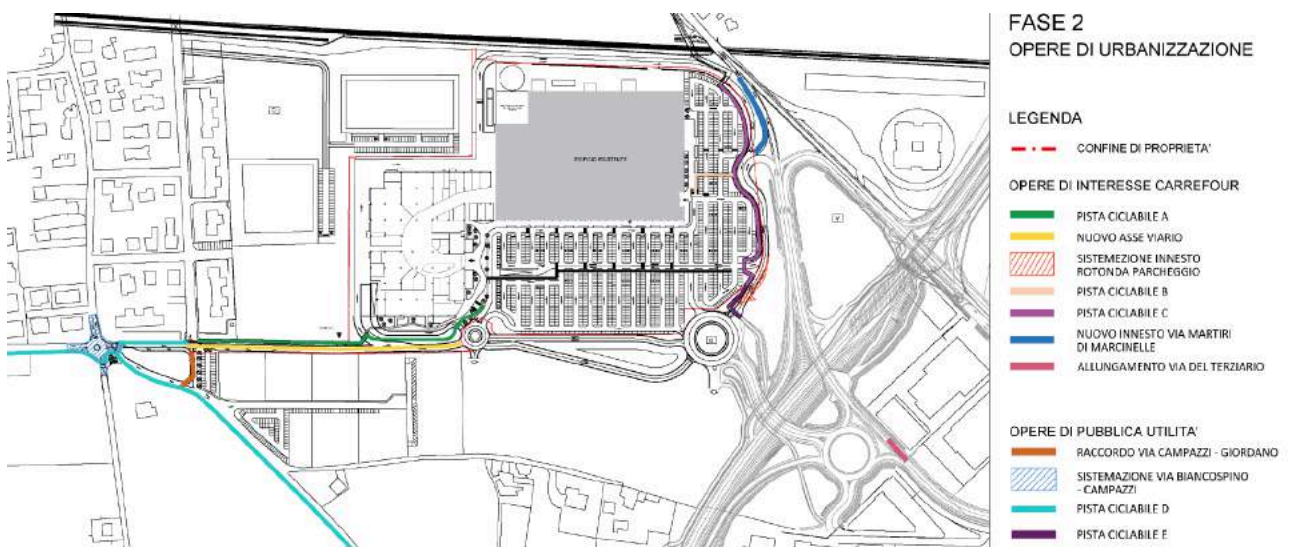 FASE 2
OPERE DI URBANIZZAZIONE
LEGENDA
CONFINE DI PROPRIETA'
OPERE DI INTERESSE CARREFOUR
PISTA CICLABILE A
NUOVO ASSE VIARIO
SISTEMEZIONE INNESTO
ROTONDA PARCHEGGIO
PISTA CICLABILE B
PISTA CICLABILE C
NUOVO INNESTO VIA MARTIRI
DI MARCINELLE
ALLUNGAMENTO VIA DEL TERZIARIO
OPERE DI PUBBLICA UTILITA'
RACCORDO VIA CAMPAZZI - GIORDANO
SISTEMAZIONE VIA BIANCOSPINO
- CAMPAZZI
PISTA CICLABILE D
PISTA CICLABILE E
EDIFICIO ESISTENTE